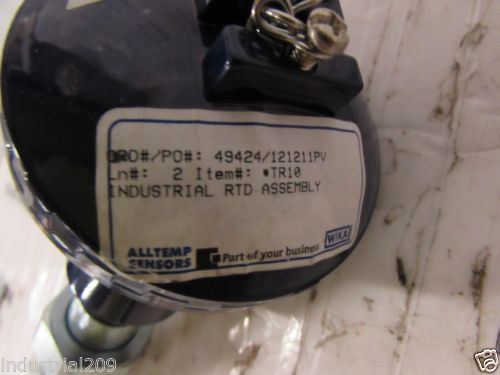 ORD#/PO#: 49424/121211PV
Ln#: 2 Item#: *TR10
INDUSTRIAL RTD ASSEMBLY
ALLTEMP
SENSORS
Part of your business
WIKA
© industrial209